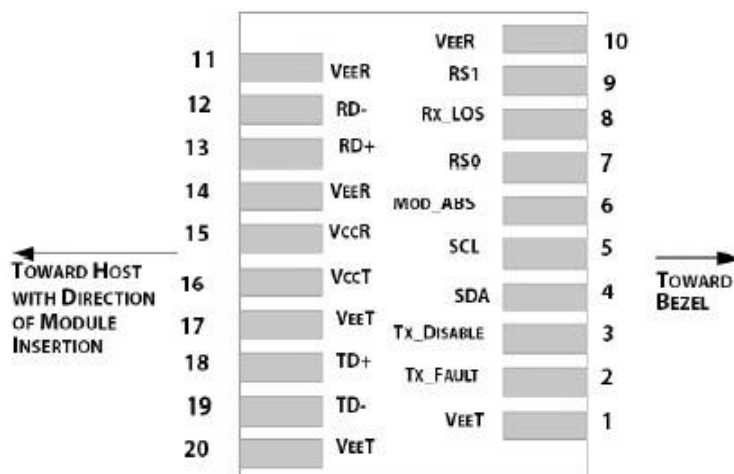 VEER 10
11 VEER
RS1 9
12 RD-
Rx_LOS 8
13 RD+
RS0 7
14 VEER
MOD_ABS 6
15 VCCR
SCL 5
16 VCCT
SDA 4
17 VEET
Tx_DISABLE 3
18 TD+
Tx_FAULT 2
19 TD-
VEET 1
20 VEET
TOWARD HOST
WITH DIRECTION
OF MODULE
INSERTION
TOWARD
BEZEL